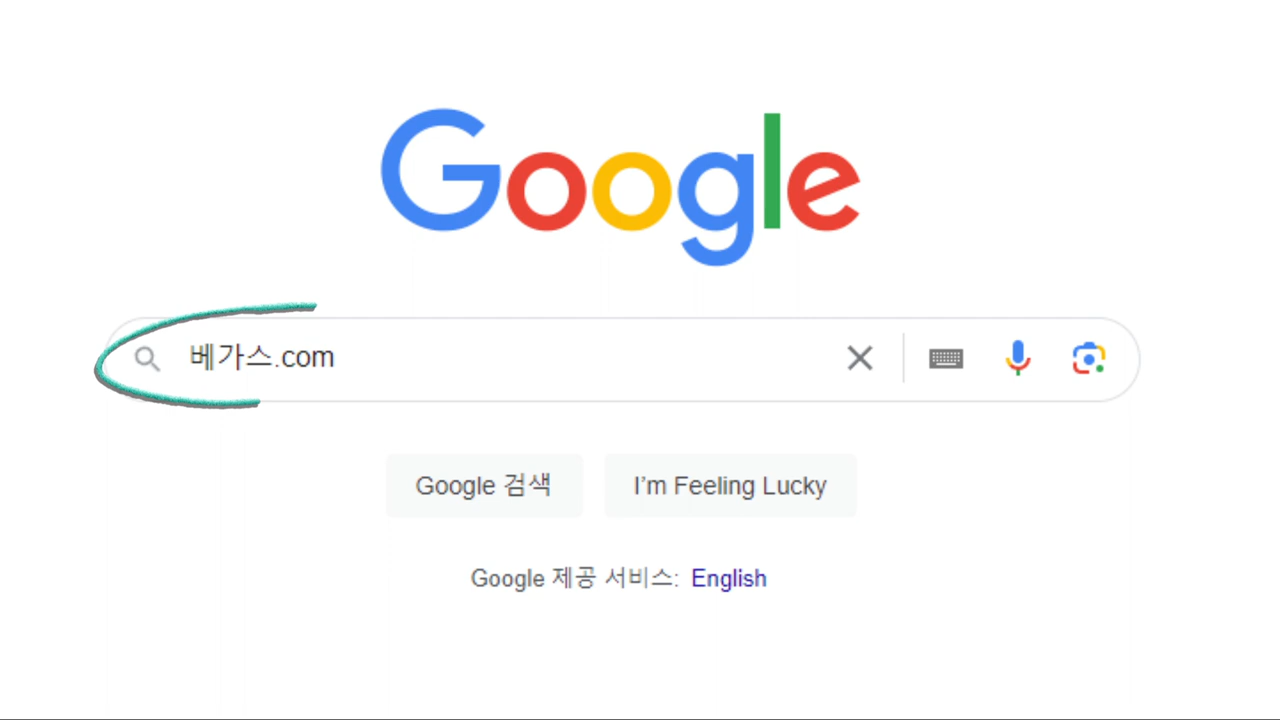 Google
베가스.com
Google 검색
I'm Feeling Lucky
Google 제공 서비스: English